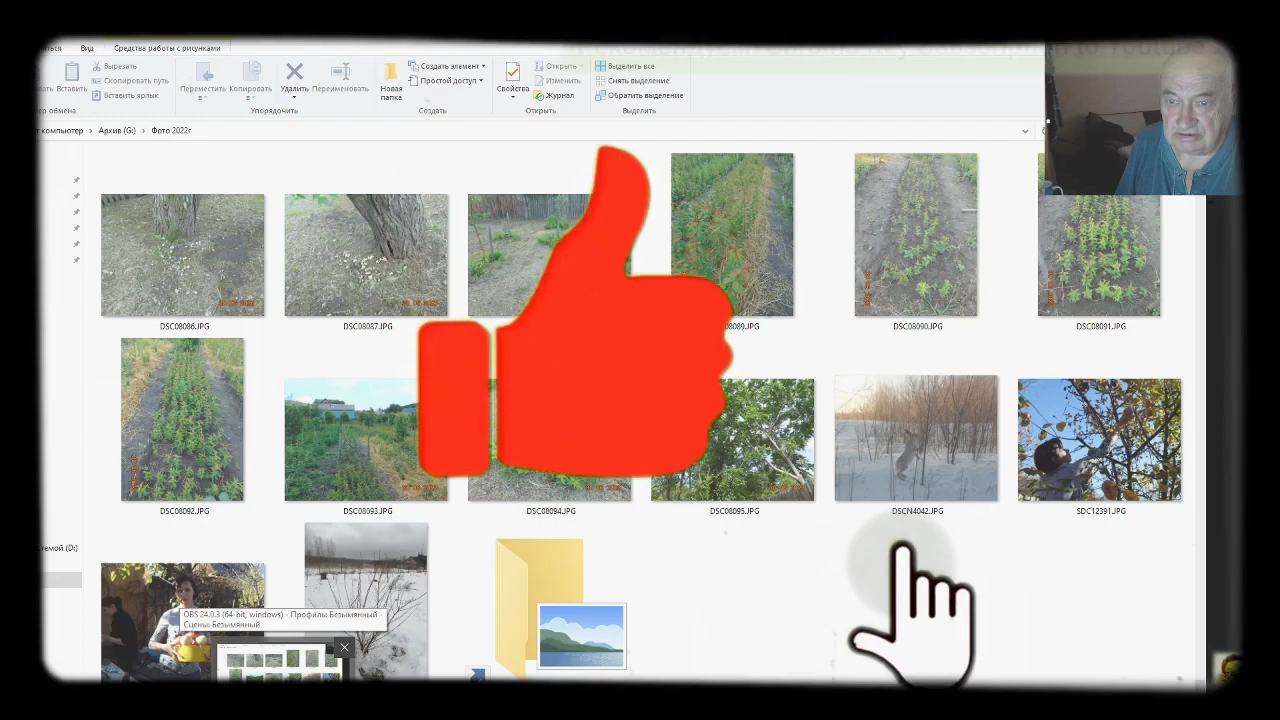 Вид
Средства работы с рисунками
Вставить
Вырезать
Скопировать путь
Вставить ярлык
Переместить в
Копировать в
Удалить
Переименовать
Упорядочить
Новая папка
Создать элемент
Простой доступ
Создать
Свойства
Открыть
Изменить
Журнал
Открыть
Выделить все
Снять выделение
Обратить выделение
Выделить
компьютер
Архив (G:)
Фото 2022г
DSC08086.JPG
DSC08087.JPG
DSC08090.JPG
DSC08091.JPG
DSC08092.JPG
DSC08093.JPG
DSC08094.JPG
DSC08095.JPG
DSCN4042.JPG
SDC12391.JPG
(D:)
OBS 24.0.3 (64-bit, windows) - Профиль: Безымянный -
Сцены: Безымянный